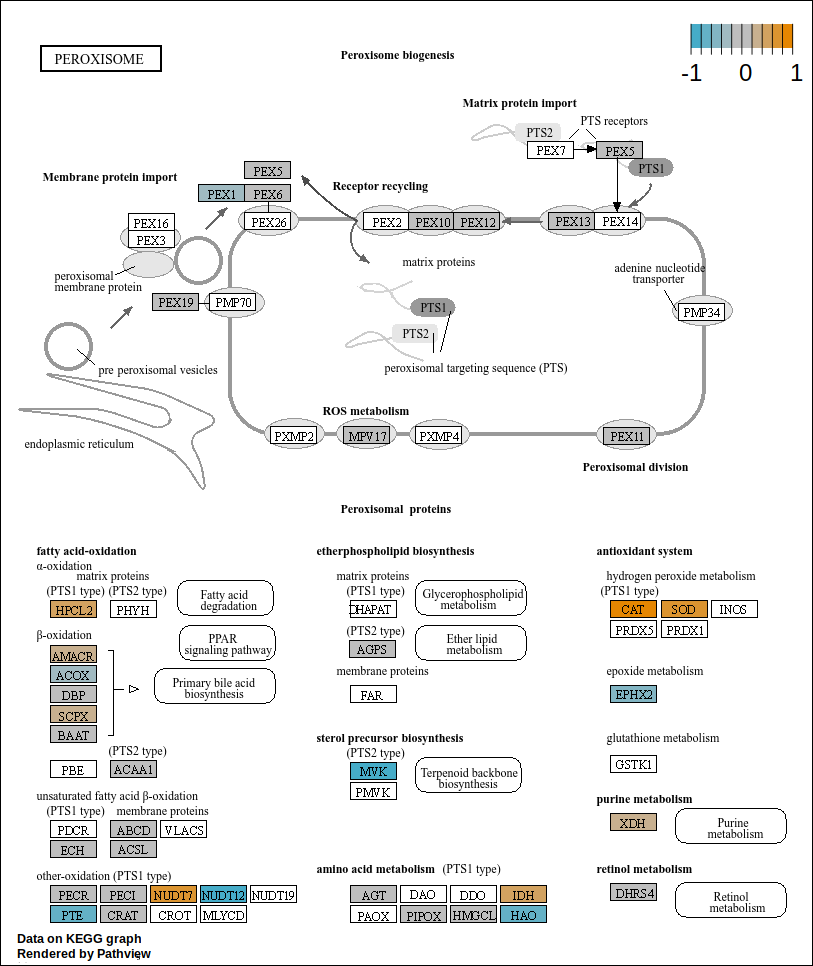 PEROXISOME
Peroxisome biogenesis
-1 0 1
Matrix protein import
PTS2
PTS receptors
PEX7
PEX5
PTS1
Membrane protein import
Receptor recycling
PEX5
PEX1
PEX6
PEX26
PEX2
PEX10
PEX12
PEX13
PEX14
PEX16
PEX3
peroxisomal
membrane protein
matrix proteins
adenine nucleotide
transporter
PEX19
PMP70
PTS1
PMP34
PTS2
pre peroxisomal vesicles
peroxisomal targeting sequence (PTS)
ROS metabolism
endoplasmic reticulum
PXMP2
MPV17
PXMP4
PEX11
Peroxisomal division
Peroxisomal proteins
fatty acid-oxidation
α-oxidation
matrix proteins
(PTS1 type) (PTS2 type)
HPCL2
PHYH
Fatty acid
degradation
β-oxidation
PPAR
signaling pathway
AMACR
ACOX
DBP
SCPX
BAAT
Primary bile acid
biosynthesis
(PTS2 type)
PBE
ACAA1
unsaturated fatty acid β-oxidation
(PTS1 type) membrane proteins
PDCR
ABCD
VLACS
ECH
ACSL
other-oxidation (PTS1 type)
PECR
PECI
NUDT7
NUDT12
NUDT19
PTE
CRAT
CROT
MLYCD
etherphospholipid biosynthesis
matrix proteins
(PTS1 type)
DHAPAT
Glycerophospholipid
metabolism
(PTS2 type)
AGPS
Ether lipid
metabolism
membrane proteins
FAR
sterol precursor biosynthesis
(PTS2 type)
MVK
PMVK
Terpenoid backbone
biosynthesis
amino acid metabolism (PTS1 type)
AGT
DAO
DDO
IDH
PAOX
PIPOX
HMGCL
HAO
antioxidant system
hydrogen peroxide metabolism
(PTS1 type)
CAT
SOD
INOS
PRDX5
PRDX1
epoxide metabolism
EPHX2
glutathione metabolism
GSTK1
purine metabolism
XDH
Purine
metabolism
retinol metabolism
DHRS4
Retinol
metabolism
Data on KEGG graph
Rendered by Pathview